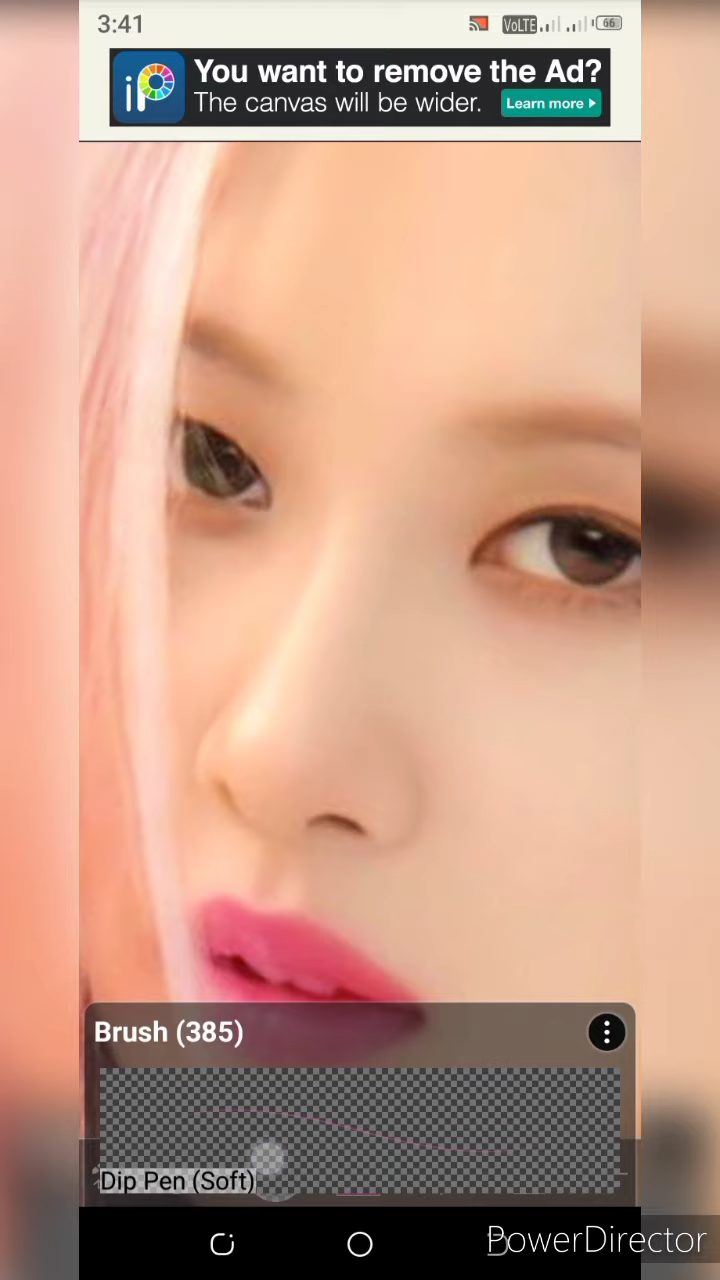 3:41
VoLTE
66
iP
You want to remove the Ad?
The canvas will be wider.
Learn more
Brush (385)
Dip Pen (Soft)
PowerDirector